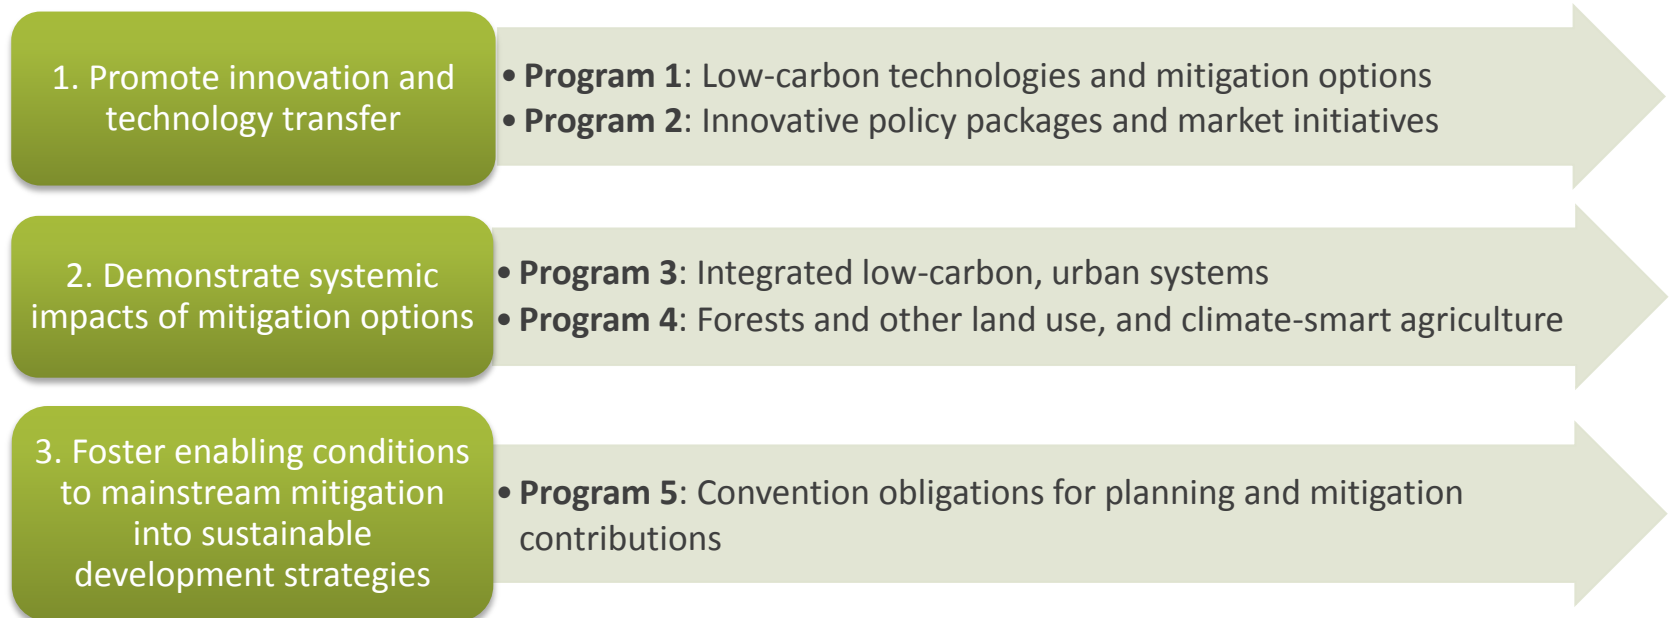 1. Promote innovation and
technology transfer
• Program 1: Low-carbon technologies and mitigation options
• Program 2: Innovative policy packages and market initiatives
2. Demonstrate systemic
impacts of mitigation options
• Program 3: Integrated low-carbon, urban systems
• Program 4: Forests and other land use, and climate-smart agriculture
3. Foster enabling conditions
to mainstream mitigation
into sustainable
development strategies
• Program 5: Convention obligations for planning and mitigation
contributions